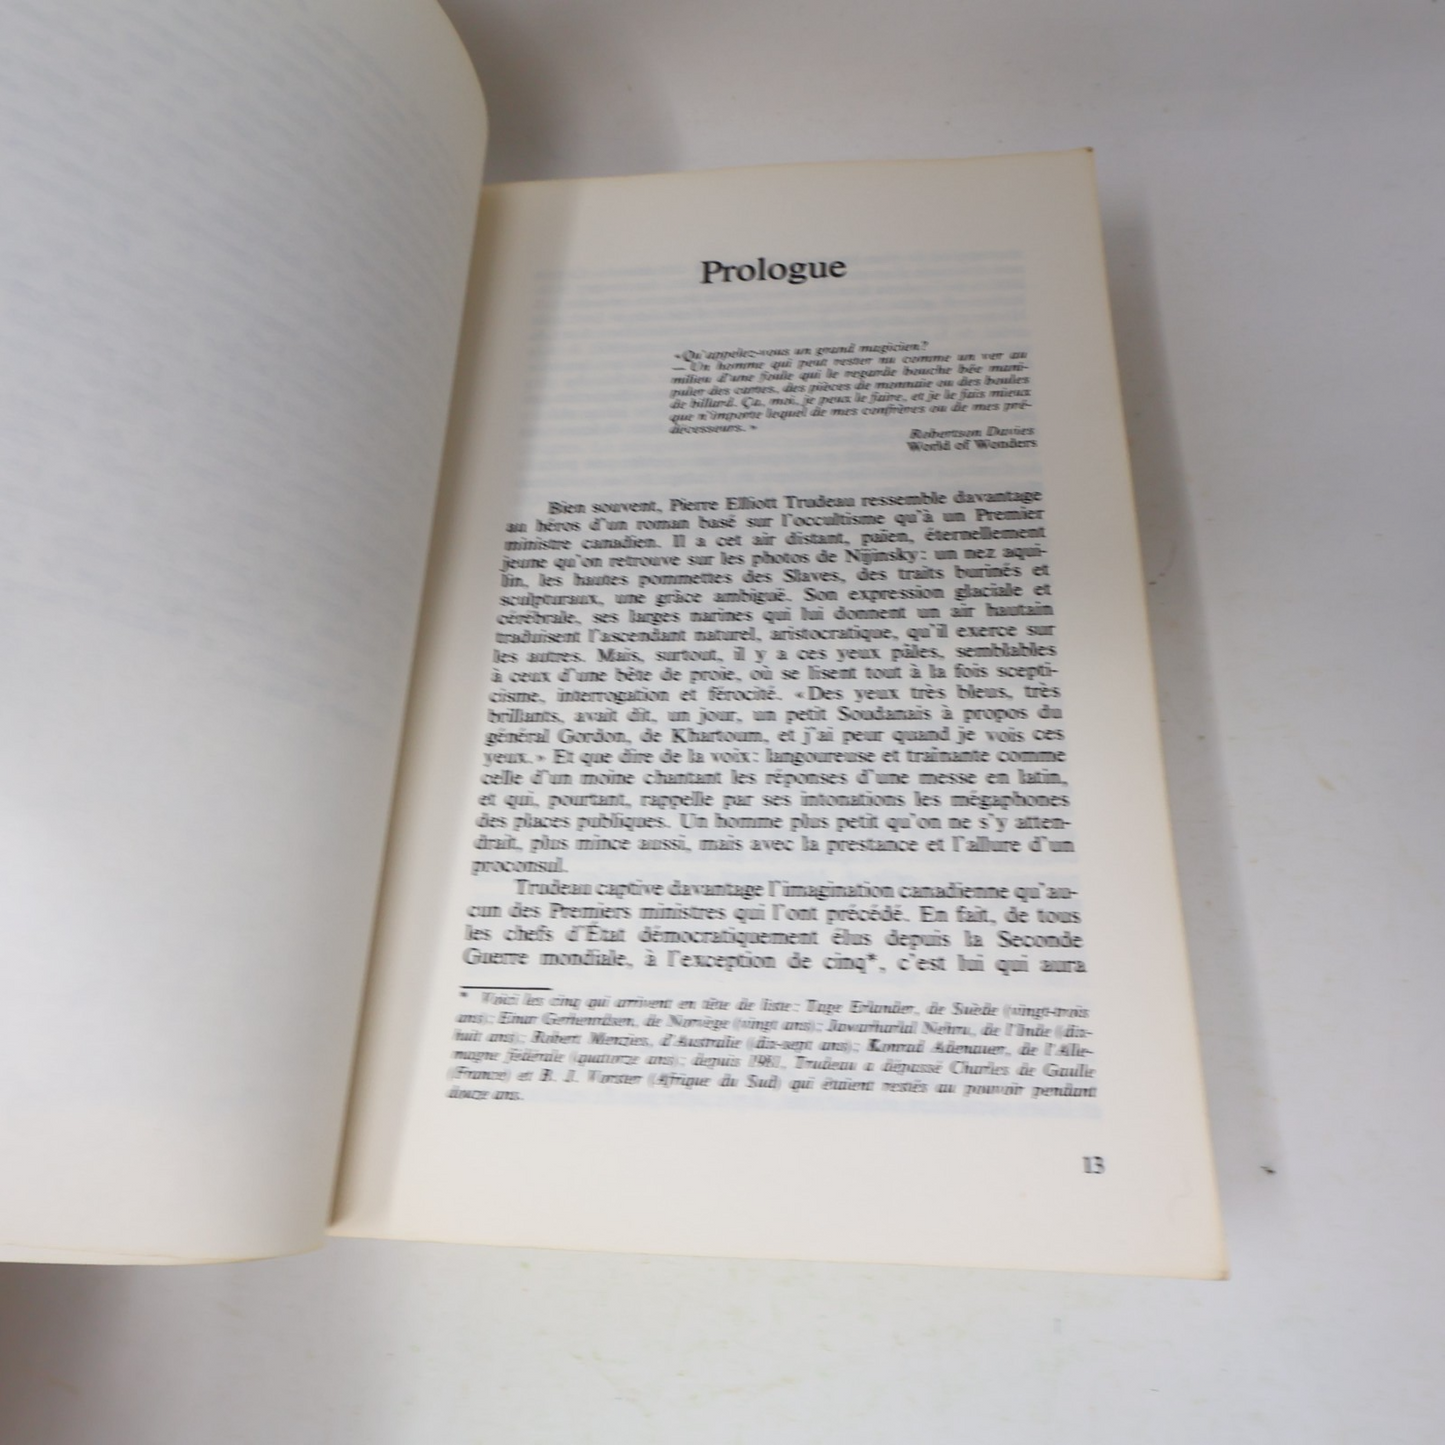 Prologue
« Qu'appelez-vous un grand magicien?
— Un homme qui peut rester nu comme un ver au
milieu d'une foule qui le regarde bouche bée mani-
puler des cartes, des pièces de monnaie ou des boules
de billard. Ça, moi, je peux le faire, et je le fais mieux
que n'importe lequel de mes confrères ou de mes pré-
décesseurs. »
Robertson Davies
World of Wonders
Bien souvent, Pierre Elliott Trudeau ressemble davantage
au héros d'un roman basé sur l'occultisme qu'à un Premier
ministre canadien. Il a cet air distant, païen, éternellement
jeune qu'on retrouve sur les photos de Nijinsky: un nez aqui-
lin, les hautes pommettes des Slaves, des traits burinés et
sculpturaux, une grâce ambiguë. Son expression glaciale et
cérébrale, ses larges narines qui lui donnent un air hautain
traduisent l'ascendant naturel, aristocratique, qu'il exerce sur
les autres. Mais, surtout, il y a ces yeux pâles, semblables
à ceux d'une bête de proie, où se lisent tout à la fois scepti-
cisme, interrogation et férocité. « Des yeux très bleus, très
brillants, avait dit, un jour, un petit Soudanais à propos du
général Gordon, de Khartoum, et j'ai peur quand je vois ces
yeux. » Et que dire de la voix: langoureuse et traînante comme
celle d'un moine chantant les réponses d'une messe en latin,
et qui, pourtant, rappelle par ses intonations les mégaphones
des places publiques. Un homme plus petit qu'on ne s'y atten-
drait, plus mince aussi, mais avec la prestance et l'allure d'un
proconsul.
Trudeau captive davantage l'imagination canadienne qu'au-
cun des Premiers ministres qui l'ont précédé. En fait, de tous
les chefs d'État démocratiquement élus depuis la Seconde
Guerre mondiale, à l'exception de cinq*, c'est lui qui aura
* Voici les cinq qui arrivent en tête de liste: Tage Erlander, de Suède (vingt-trois
ans); Einar Gerhardsen, de Norvège (vingt ans); Jawaharlal Nehru, de l'Inde (dix-
huit ans); Robert Menzies, d'Australie (dix-sept ans); Konrad Adenauer, de l'Alle-
magne fédérale (quatorze ans); depuis Trudeau a dépassé Charles de Gaulle
(France) et B. J. Vorster (Afrique du Sud) qui étaient restés au pouvoir pendant
douze ans.
13